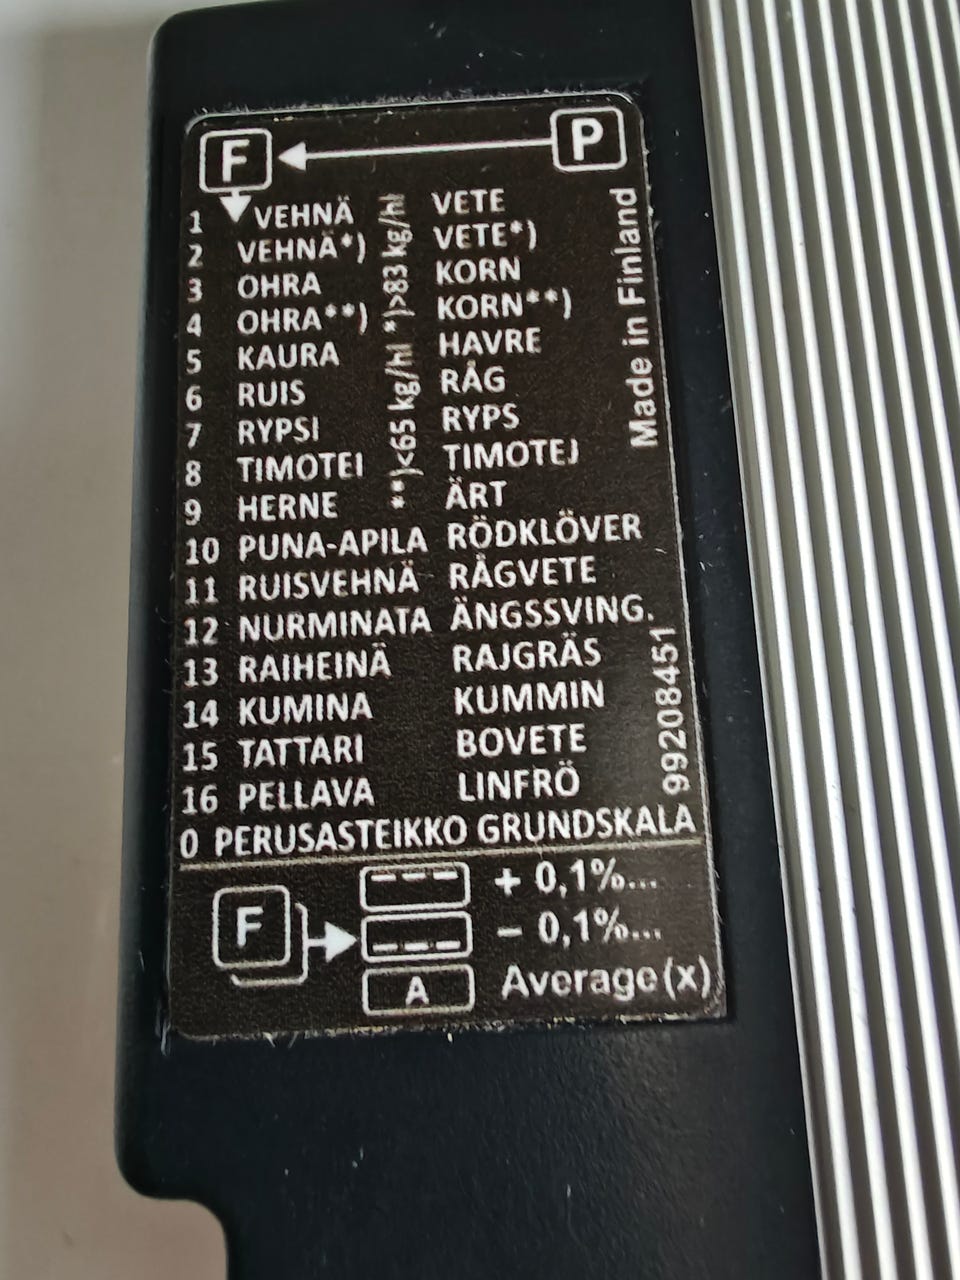 F P
1 VEHNÄ VETE
2 VEHNÄ*) VETE*)
3 OHRA KORN
4 OHRA**) KORN**)
5 KAURA HAVRE
6 RUIS RÅG
7 RYPSI RYPS
8 TIMOTEI TIMOTEJ
9 HERNE ÄRT
10 PUNA-APILA RÖDKLÖVER
11 RUISVEHNÄ RÅGVETE
12 NURMINATA ÄNGSSVING.
13 RAIHEINÄ RAJGRÄS
14 KUMINA KUMMIN
15 TATTARI BOVETE
16 PELLAVA LINFRÖ
0 PERUSASTEIKKO GRUNDSKALA
**)<65 kg/hl *)>83 kg/hl
Made in Finland
99208451
F
+ 0,1%...
- 0,1%...
A Average(x)